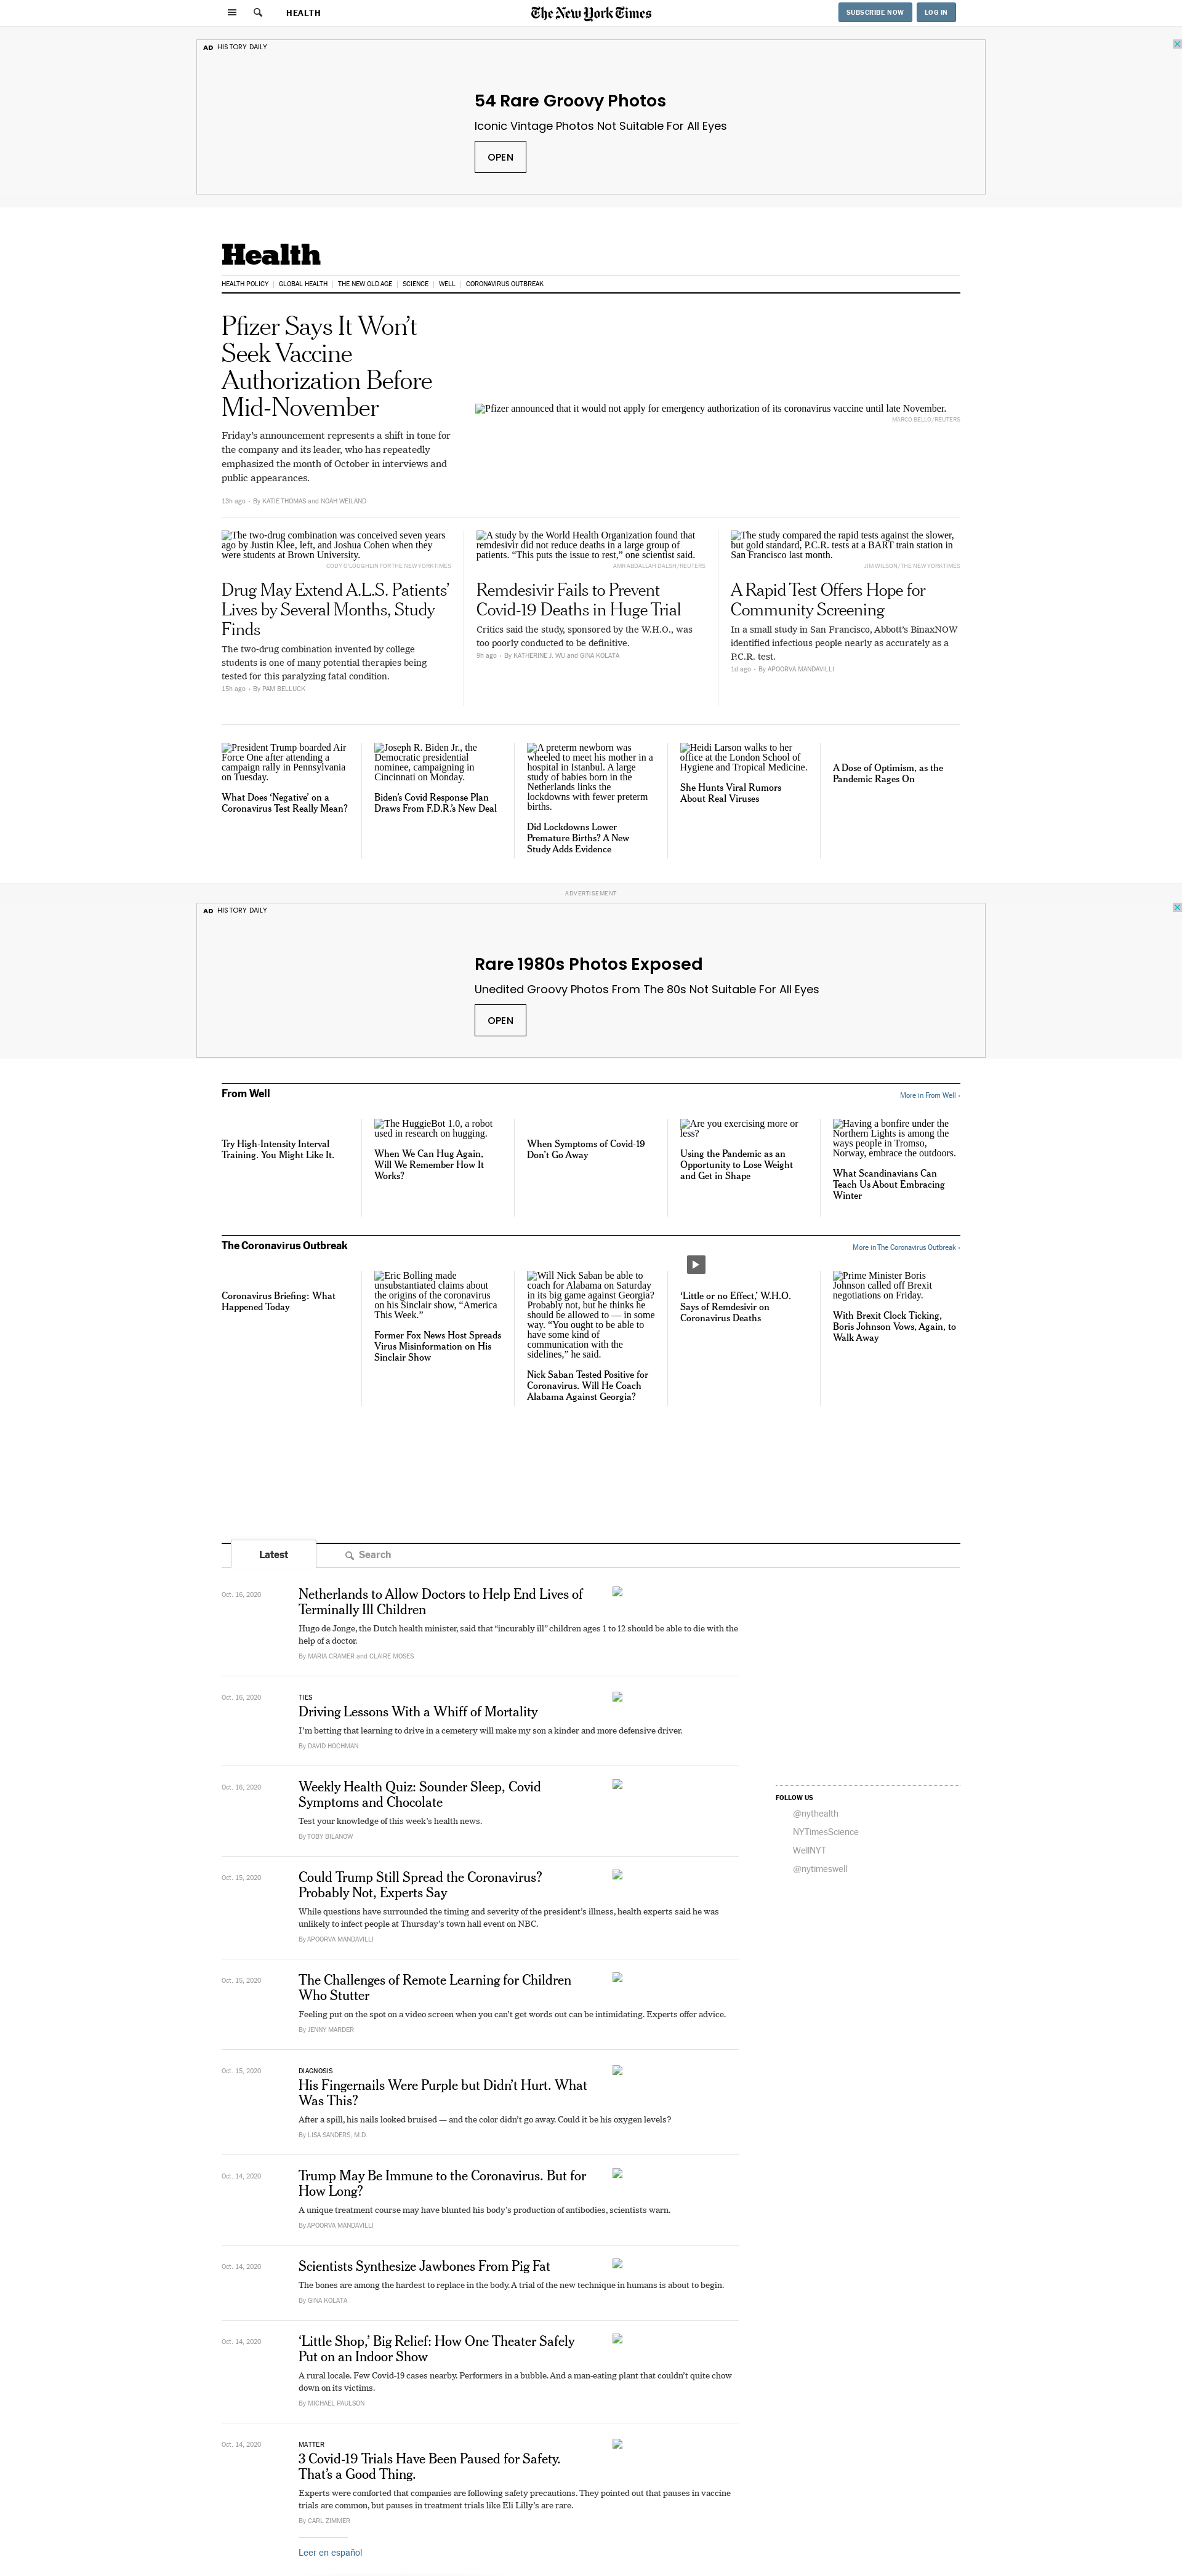 HEALTH
The New York Times
SUBSCRIBE NOW
LOG IN
AD HISTORY DAILY
54 Rare Groovy Photos
Iconic Vintage Photos Not Suitable For All Eyes
OPEN
Health
HEALTH POLICY
GLOBAL HEALTH
THE NEW OLD AGE
SCIENCE
WELL
CORONAVIRUS OUTBREAK
Pfizer Says It Won’t
Seek Vaccine
Authorization Before
Mid-November
Friday’s announcement represents a shift in tone for
the company and its leader, who has repeatedly
emphasized the month of October in interviews and
public appearances.
13h ago - By KATIE THOMAS and NOAH WEILAND
Pfizer announced that it would not apply for emergency authorization of its coronavirus vaccine until late November.
MARCO BELLO/REUTERS
The two-drug combination was conceived seven years
ago by Justin Klee, left, and Joshua Cohen when they
were students at Brown University.
CODY O'LOUGHLIN FOR THE NEW YORK TIMES
Drug May Extend A.L.S. Patients’
Lives by Several Months, Study
Finds
The two-drug combination invented by college
students is one of many potential therapies being
tested for this paralyzing fatal condition.
15h ago - By PAM BELLUCK
A study by the World Health Organization found that
remdesivir did not reduce deaths in a large group of
patients. “This puts the issue to rest,” one scientist said.
AMR ABDALLAH DALSH/REUTERS
Remdesivir Fails to Prevent
Covid-19 Deaths in Huge Trial
Critics said the study, sponsored by the W.H.O., was
too poorly conducted to be definitive.
9h ago - By KATHERINE J. WU and GINA KOLATA
The study compared the rapid tests against the slower,
but gold standard, P.C.R. tests at a BART train station in
San Francisco last month.
JIM WILSON/THE NEW YORK TIMES
A Rapid Test Offers Hope for
Community Screening
In a small study in San Francisco, Abbott’s BinaxNOW
identified infectious people nearly as accurately as a
P.C.R. test.
1d ago - By APOORVA MANDAVILLI
President Trump boarded Air
Force One after attending a
campaign rally in Pennsylvania
on Tuesday.
What Does ‘Negative’ on a
Coronavirus Test Really Mean?
Joseph R. Biden Jr., the
Democratic presidential
nominee, campaigning in
Cincinnati on Monday.
Biden’s Covid Response Plan
Draws From F.D.R.’s New Deal
A preterm newborn was
wheeled to meet his mother in a
hospital in Istanbul. A large
study of babies born in the
Netherlands links the
lockdowns with fewer preterm
births.
Did Lockdowns Lower
Premature Births? A New
Study Adds Evidence
Heidi Larson walks to her
office at the London School of
Hygiene and Tropical Medicine.
She Hunts Viral Rumors
About Real Viruses
A Dose of Optimism, as the
Pandemic Rages On
ADVERTISEMENT
AD HISTORY DAILY
Rare 1980s Photos Exposed
Unedited Groovy Photos From The 80s Not Suitable For All Eyes
OPEN
From Well
More in From Well ›
Try High-Intensity Interval
Training. You Might Like It.
The HuggieBot 1.0, a robot
used in research on hugging.
When We Can Hug Again,
Will We Remember How It
Works?
When Symptoms of Covid-19
Don’t Go Away
Are you exercising more or
less?
Using the Pandemic as an
Opportunity to Lose Weight
and Get in Shape
Having a bonfire under the
Northern Lights is among the
ways people in Tromso,
Norway, embrace the outdoors.
What Scandinavians Can
Teach Us About Embracing
Winter
The Coronavirus Outbreak
More in The Coronavirus Outbreak ›
Coronavirus Briefing: What
Happened Today
Eric Bolling made
unsubstantiated claims about
the origins of the coronavirus
on his Sinclair show, “America
This Week.”
Former Fox News Host Spreads
Virus Misinformation on His
Sinclair Show
Will Nick Saban be able to
coach for Alabama on Saturday
in its big game against Georgia?
Probably not, but he thinks he
should be allowed to — in some
way. “You ought to be able to
have some kind of
communication with the
sidelines,” he said.
Nick Saban Tested Positive for
Coronavirus. Will He Coach
Alabama Against Georgia?
‘Little or no Effect,’ W.H.O.
Says of Remdesivir on
Coronavirus Deaths
Prime Minister Boris
Johnson called off Brexit
negotiations on Friday.
With Brexit Clock Ticking,
Boris Johnson Vows, Again, to
Walk Away
Latest
Search
Oct. 16, 2020
Netherlands to Allow Doctors to Help End Lives of
Terminally Ill Children
Hugo de Jonge, the Dutch health minister, said that “incurably ill” children ages 1 to 12 should be able to die with the
help of a doctor.
By MARIA CRAMER and CLAIRE MOSES
Oct. 16, 2020
TIES
Driving Lessons With a Whiff of Mortality
I’m betting that learning to drive in a cemetery will make my son a kinder and more defensive driver.
By DAVID HOCHMAN
Oct. 16, 2020
Weekly Health Quiz: Sounder Sleep, Covid
Symptoms and Chocolate
Test your knowledge of this week’s health news.
By TOBY BILANOW
FOLLOW US
@nythealth
NYTimesScience
WellNYT
@nytimeswell
Oct. 15, 2020
Could Trump Still Spread the Coronavirus?
Probably Not, Experts Say
While questions have surrounded the timing and severity of the president’s illness, health experts said he was
unlikely to infect people at Thursday’s town hall event on NBC.
By APOORVA MANDAVILLI
Oct. 15, 2020
The Challenges of Remote Learning for Children
Who Stutter
Feeling put on the spot on a video screen when you can’t get words out can be intimidating. Experts offer advice.
By JENNY MARDER
Oct. 15, 2020
DIAGNOSIS
His Fingernails Were Purple but Didn’t Hurt. What
Was This?
After a spill, his nails looked bruised — and the color didn’t go away. Could it be his oxygen levels?
By LISA SANDERS, M.D.
Oct. 14, 2020
Trump May Be Immune to the Coronavirus. But for
How Long?
A unique treatment course may have blunted his body’s production of antibodies, scientists warn.
By APOORVA MANDAVILLI
Oct. 14, 2020
Scientists Synthesize Jawbones From Pig Fat
The bones are among the hardest to replace in the body. A trial of the new technique in humans is about to begin.
By GINA KOLATA
Oct. 14, 2020
‘Little Shop,’ Big Relief: How One Theater Safely
Put on an Indoor Show
A rural locale. Few Covid-19 cases nearby. Performers in a bubble. And a man-eating plant that couldn’t quite chow
down on its victims.
By MICHAEL PAULSON
Oct. 14, 2020
MATTER
3 Covid-19 Trials Have Been Paused for Safety.
That’s a Good Thing.
Experts were comforted that companies are following safety precautions. They pointed out that pauses in vaccine
trials are common, but pauses in treatment trials like Eli Lilly’s are rare.
By CARL ZIMMER
Leer en español